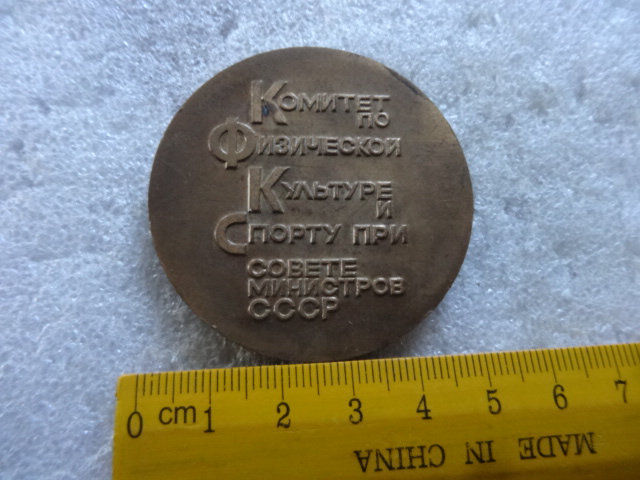 Комитет
по
Физической
Культуре
и
Спорту при
Совете
Министров
СССР
0 cm 1 2 3 4 5 6 7
MADE IN CHINA